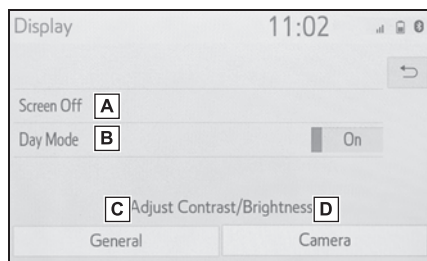 Display 11:02
Screen Off A
Day Mode B On
C Adjust Contrast/Brightness D
General Camera